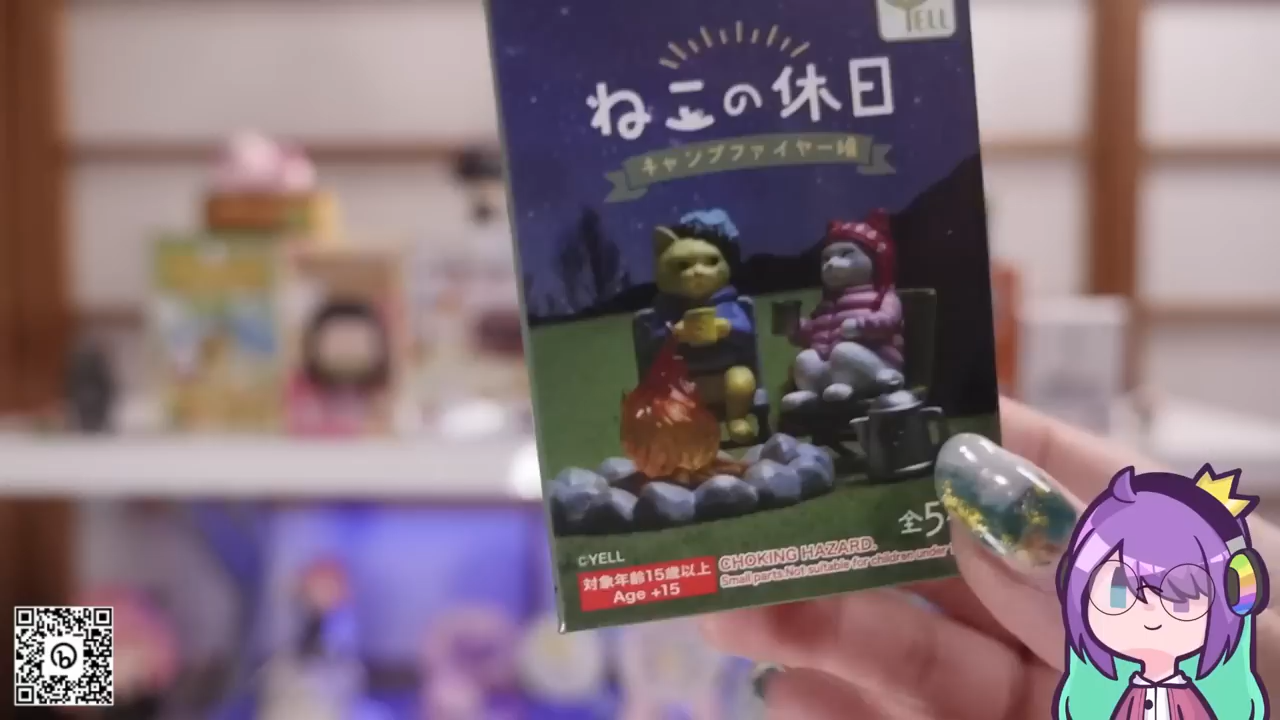 YELL
ねこの休日
キャンプファイヤー編
全5
©YELL
対象年齢15歳以上
Age +15
CHOKING HAZARD.
Small parts. Not suitable for children under